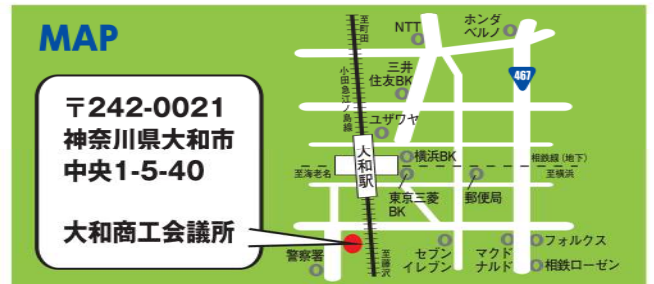 MAP
〒242-0021
神奈川県大和市
中央1-5-40
大和商工会議所
至町田
小田急江ノ島線
NTT
ホンダ
ベルノ
467
三井
住友BK
ユザワヤ
大和駅
横浜BK
相鉄線(地下)
至海老名
至横浜
東京三菱
BK
郵便局
警察署
至藤沢
セブン
イレブン
マクド
ナルド
フォルクス
相鉄ローゼン